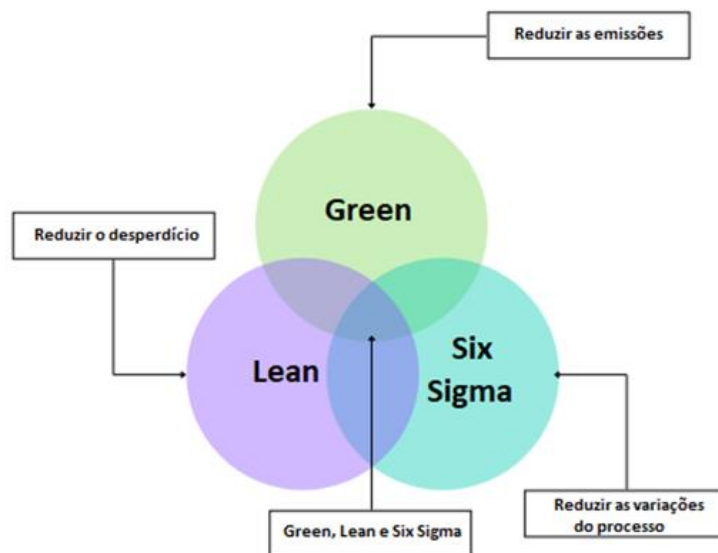 Reduzir as emissões
Green
Reduzir o desperdício
Lean
Six
Sigma
Reduzir as variações
do processo
Green, Lean e Six Sigma